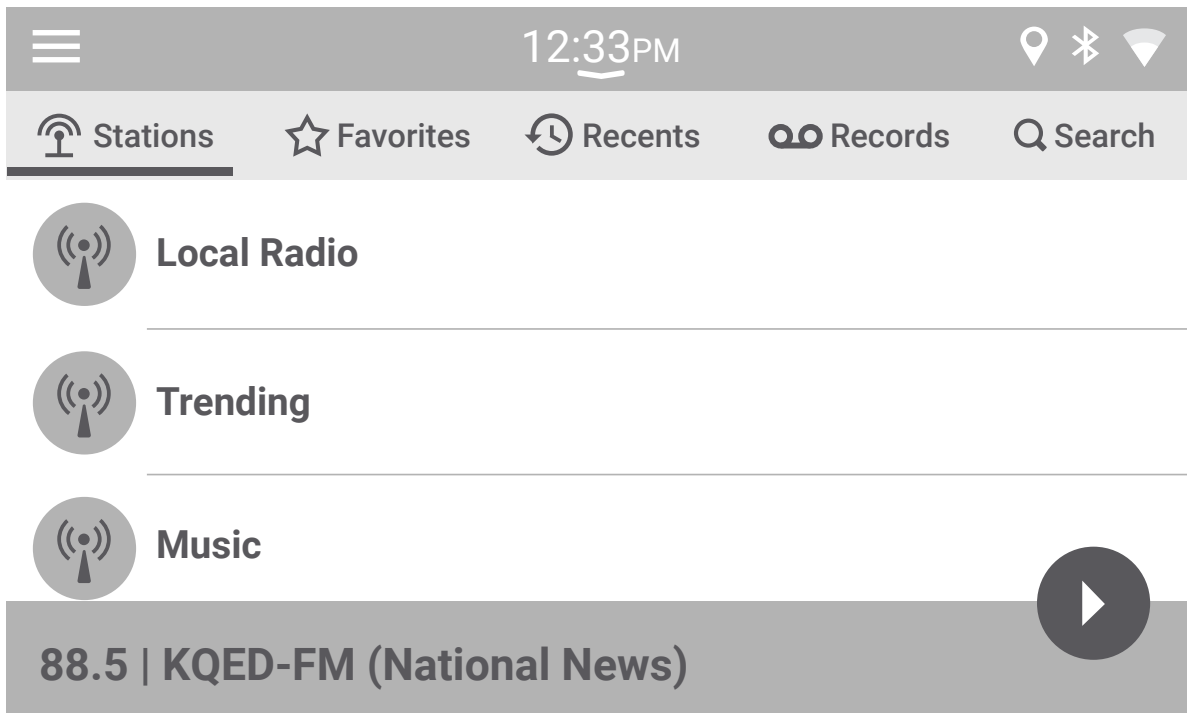 12:33PM
Stations Favorites Recents Records Search
Local Radio
Trending
Music
88.5 | KQED-FM (National News)